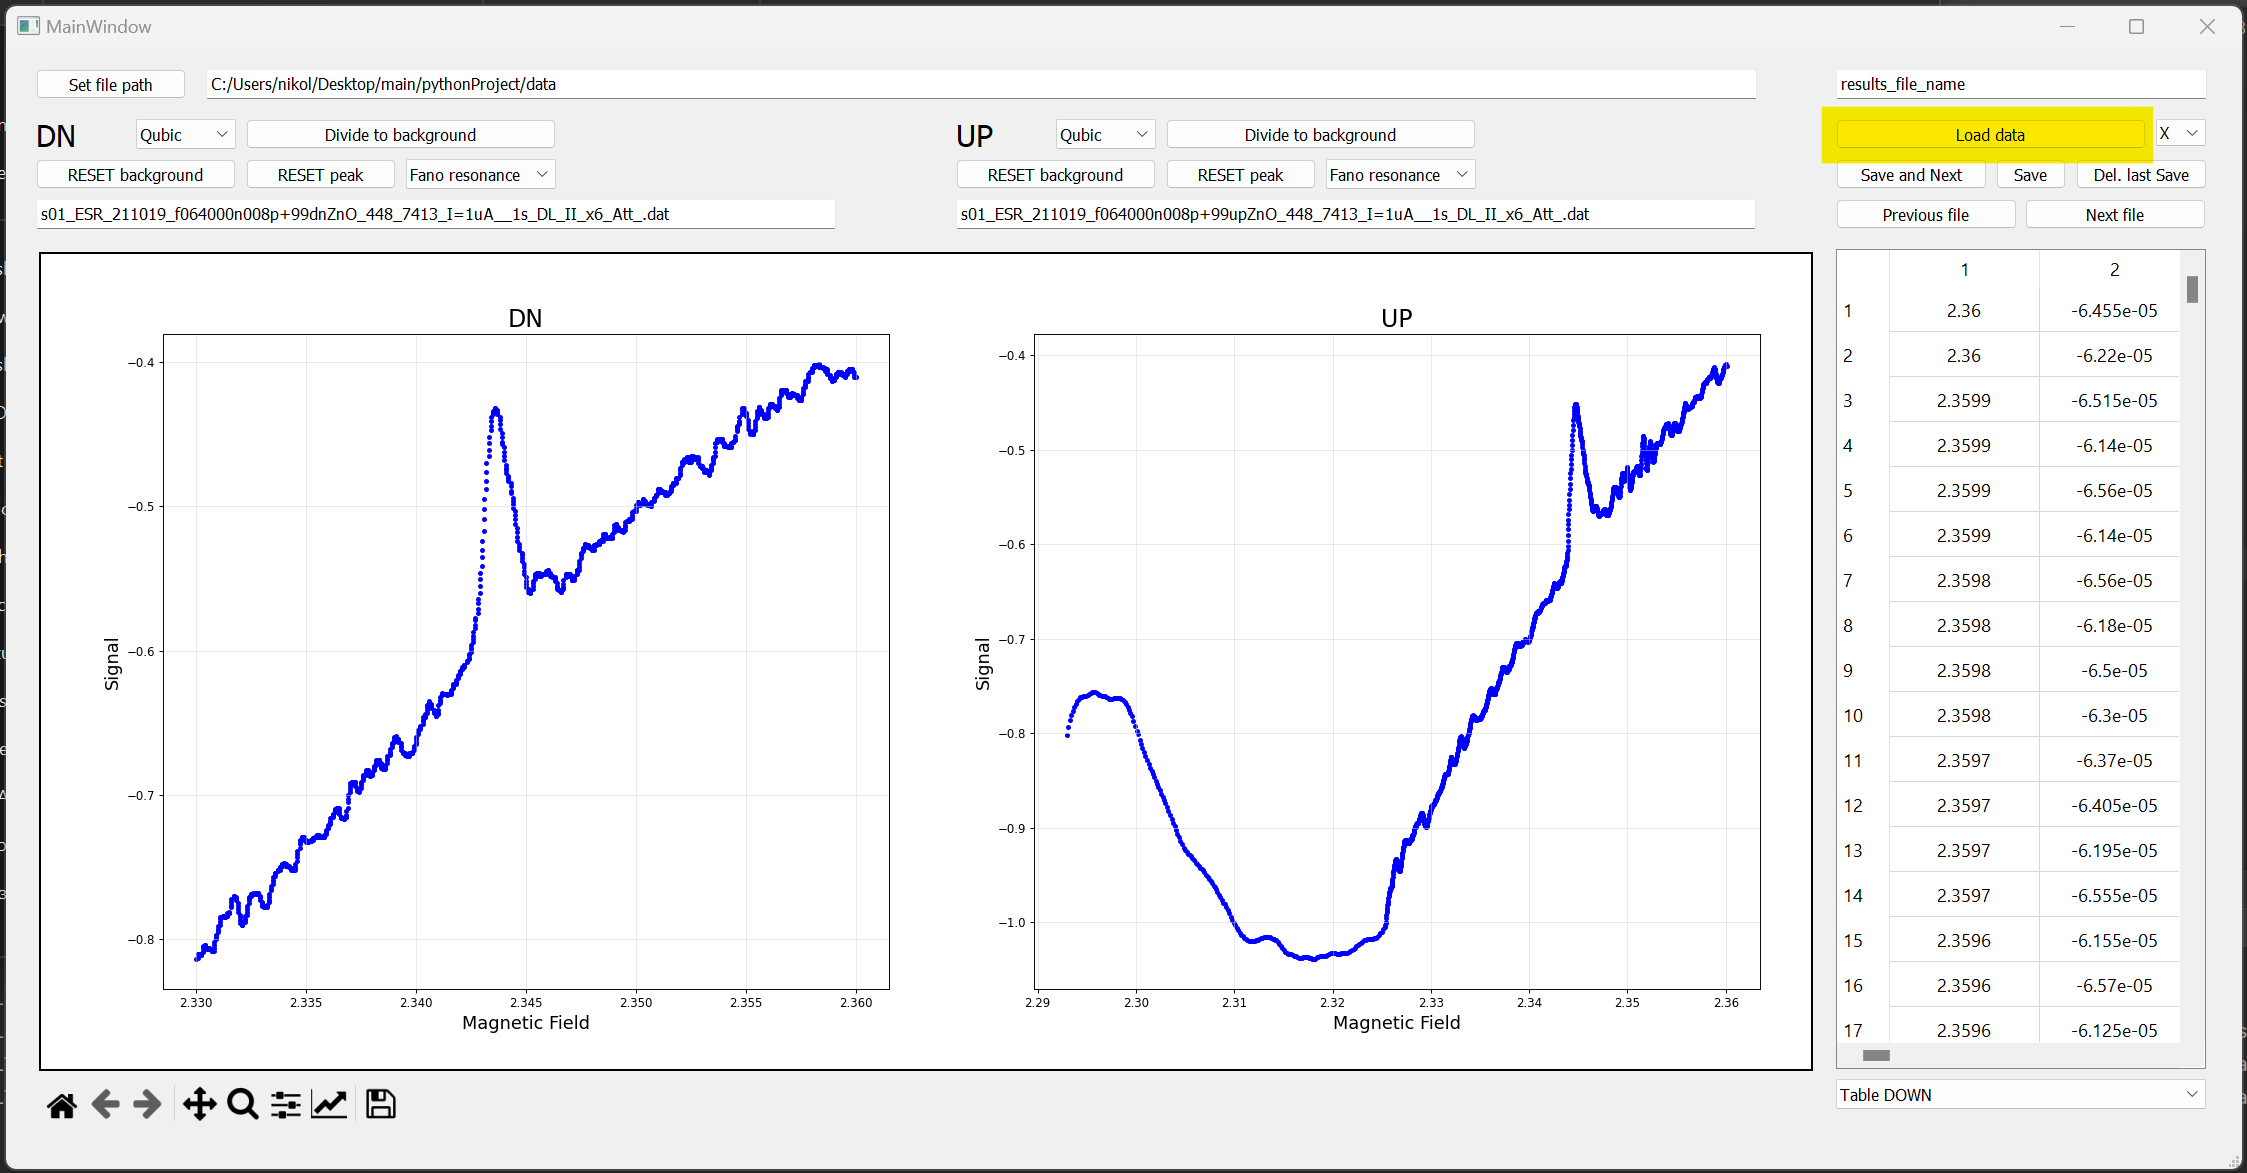 MainWindow
Set file path
C:/Users/nikol/Desktop/main/pythonProject/data
results_file_name
DN
Qubic
Divide to background
UP
Qubic
Divide to background
Load data
X
RESET background
RESET peak
Fano resonance
RESET background
RESET peak
Fano resonance
Save and Next
Save
Del. last Save
s01_ESR_211019_f064000n008p+99dnZnO_448_7413_I=1uA__1s_DL_II_x6_Att_.dat
s01_ESR_211019_f064000n008p+99upZnO_448_7413_I=1uA__1s_DL_II_x6_Att_.dat
Previous file
Next file
DN
−0.4
−0.5
−0.6
−0.7
−0.8
Signal
2.330 2.335 2.340 2.345 2.350 2.355 2.360
Magnetic Field
UP
−0.4
−0.5
−0.6
−0.7
−0.8
−0.9
−1.0
Signal
2.29 2.30 2.31 2.32 2.33 2.34 2.35 2.36
Magnetic Field
1 2
1 2.36 -6.455e-05
2 2.36 -6.22e-05
3 2.3599 -6.515e-05
4 2.3599 -6.14e-05
5 2.3599 -6.56e-05
6 2.3599 -6.14e-05
7 2.3598 -6.56e-05
8 2.3598 -6.18e-05
9 2.3598 -6.5e-05
10 2.3598 -6.3e-05
11 2.3597 -6.37e-05
12 2.3597 -6.405e-05
13 2.3597 -6.195e-05
14 2.3597 -6.555e-05
15 2.3596 -6.155e-05
16 2.3596 -6.57e-05
17 2.3596 -6.125e-05
Table DOWN